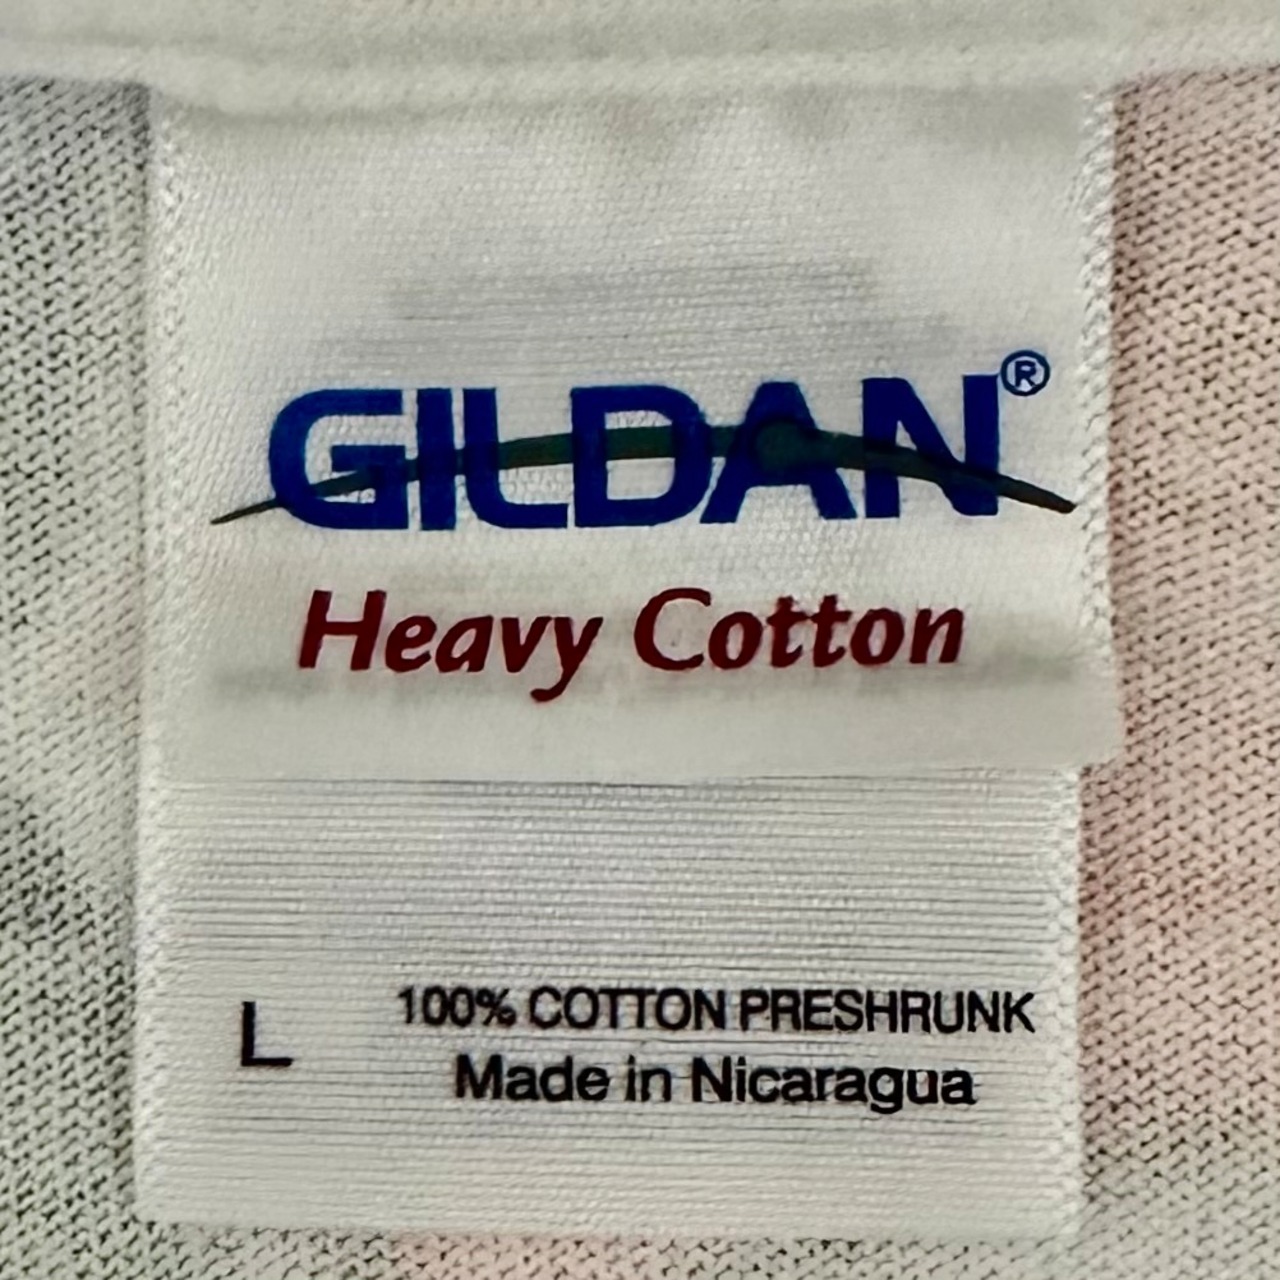 GILDAN®
Heavy Cotton
L 100% COTTON PRESHRUNK
Made in Nicaragua